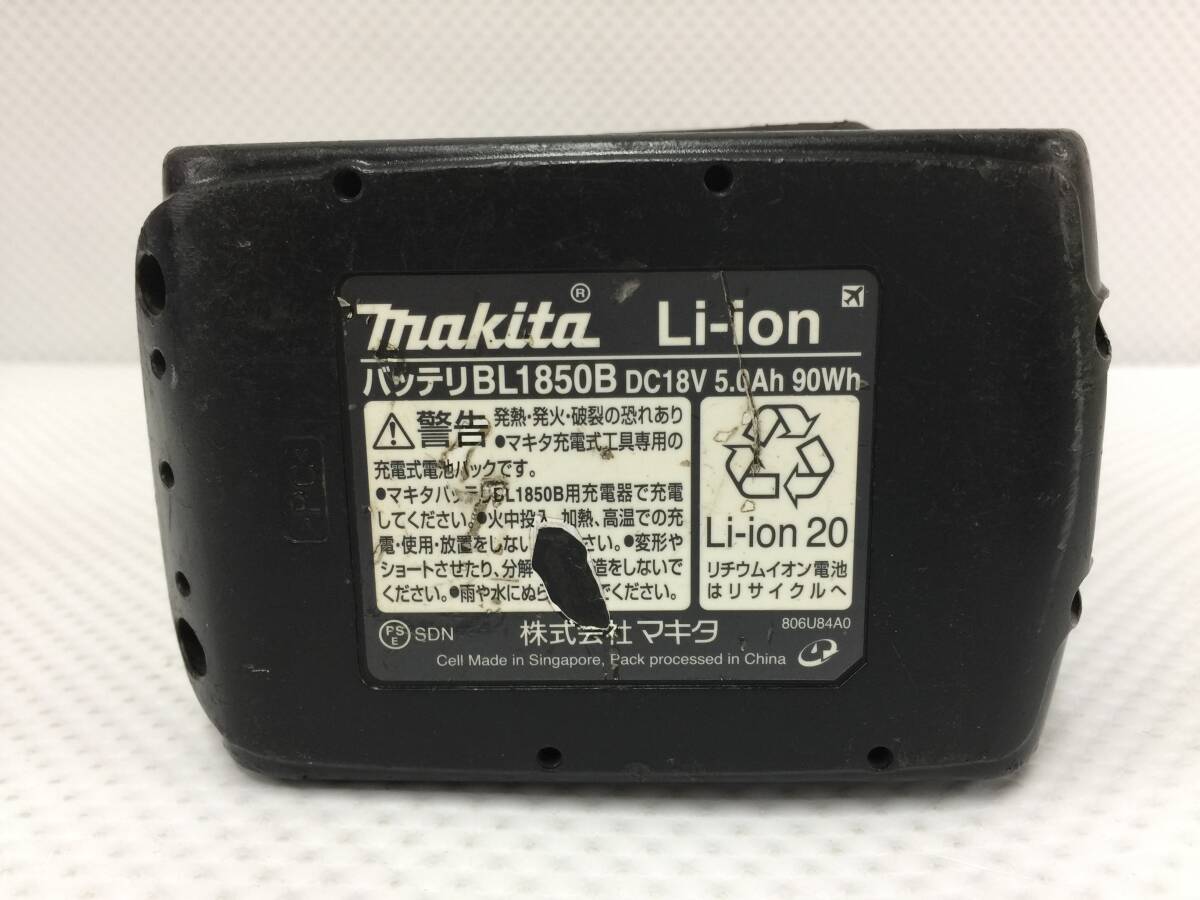 makita® Li-ion
バッテリBL1850B DC18V 5.0Ah 90Wh
警告 発熱・発火・破裂の恐れあり
●マキタ充電式工具専用の
充電式電池パックです。
●マキタバッテリBL1850B用充電器で充電
してください。●火中投入、加熱、高温での充
電・使用・放置をしない さい。●変形や
ショートさせたり、分解 造をしないで
ください。●雨や水にぬら でください。
Li-ion 20
リチウムイオン電池
はリサイクルへ
PS
E
SDN 株式会社マキタ 806U84A0
Cell Made in Singapore, Pack processed in China